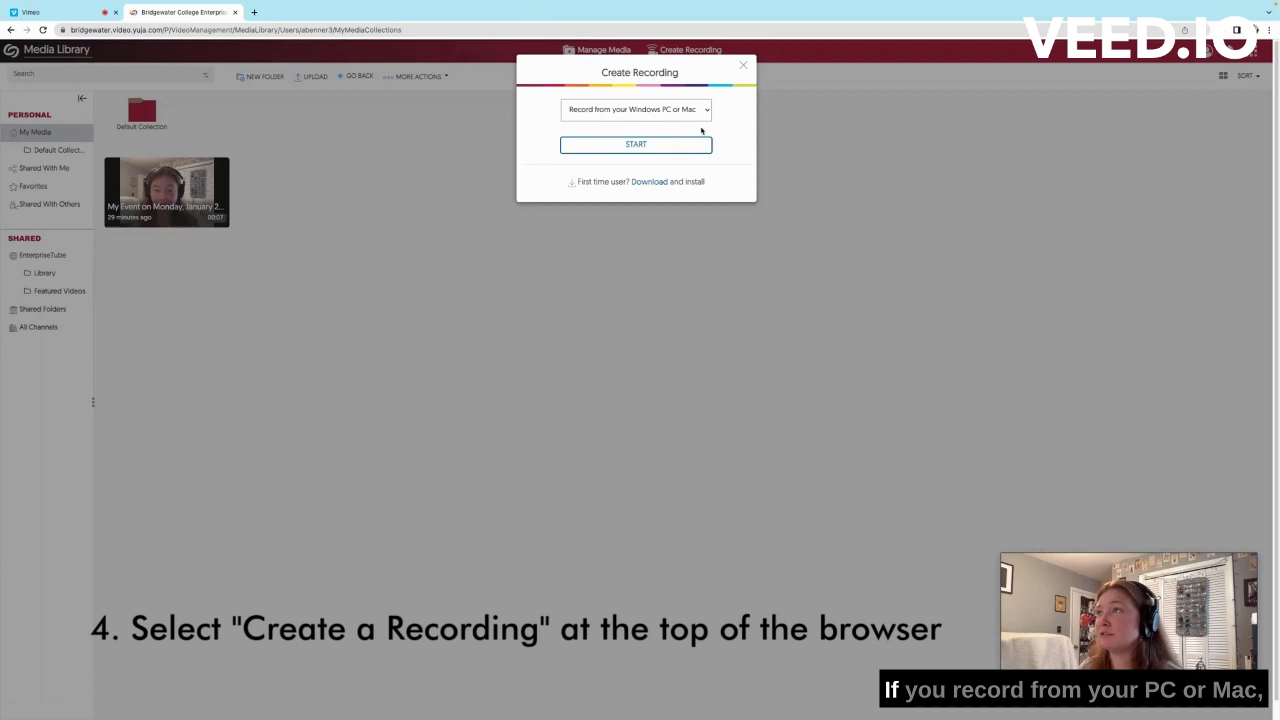 Vimeo
Bridgewater College Enterpris
bridgewater.video.yuja.com/P/VideoManagement/MediaLibrary/Users/abenner3/MyMediaCollections
VEED.IO
Media Library
Manage Media
Create Recording
Search
NEW FOLDER
UPLOAD
GO BACK
MORE ACTIONS
SORT
Create Recording
Record from your Windows PC or Mac
START
First time user? Download and install
PERSONAL
My Media
Default Collect...
Shared With Me
Favorites
Shared With Others
SHARED
EnterpriseTube
Library
Featured Videos
Shared Folders
All Channels
Default Collection
My Event on Monday, January 2...
29 minutes ago
00:07
4. Select "Create a Recording" at the top of the browser
If you record from your PC or Mac,